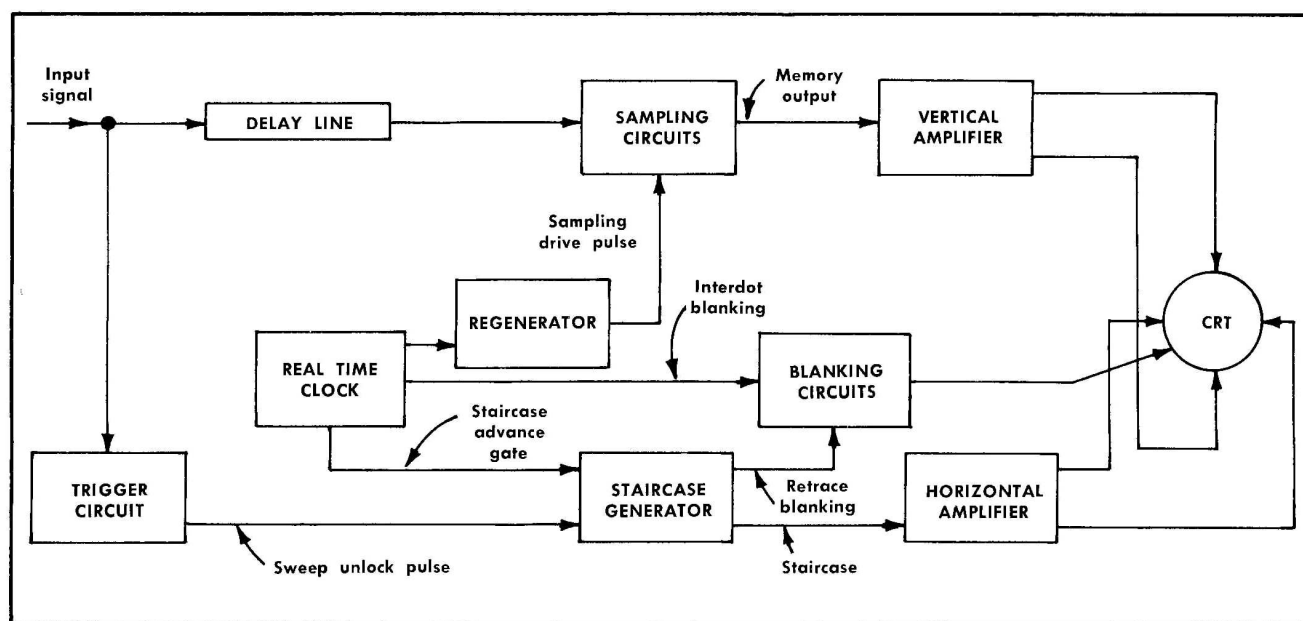 Input
signal
DELAY LINE
SAMPLING
CIRCUITS
Memory
output
VERTICAL
AMPLIFIER
Sampling
drive pulse
REGENERATOR
Interdot
blanking
CRT
REAL TIME
CLOCK
BLANKING
CIRCUITS
Staircase
advance
gate
TRIGGER
CIRCUIT
STAIRCASE
GENERATOR
Retrace
blanking
HORIZONTAL
AMPLIFIER
Sweep unlock pulse
Staircase